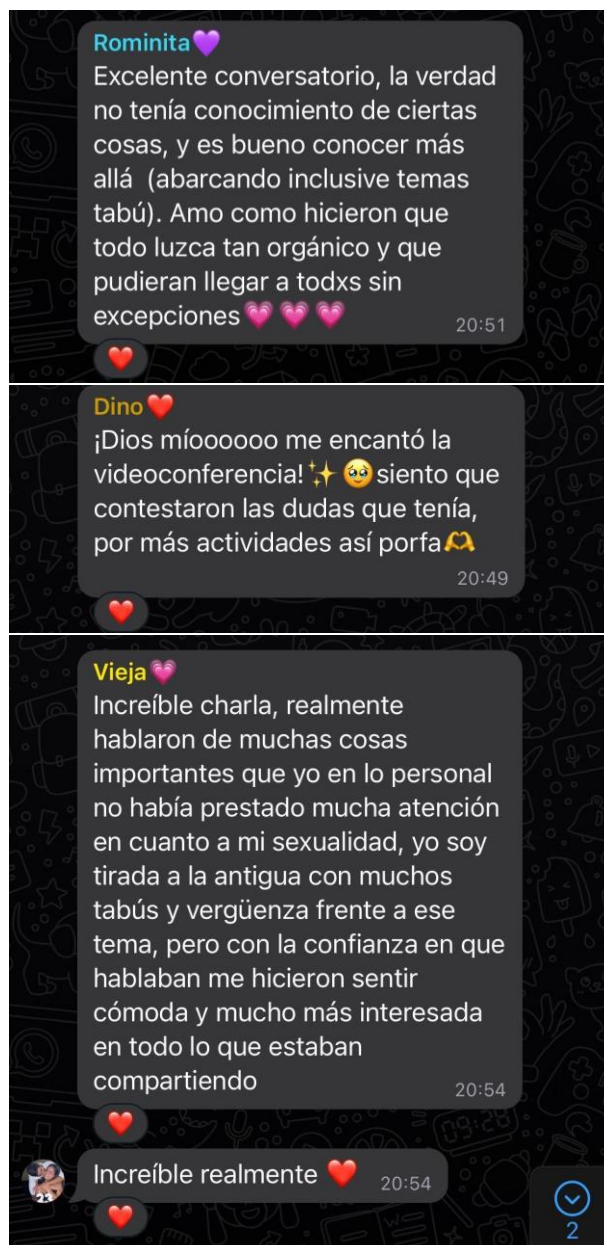 Rominita💜
Excelente conversatorio, la verdad
no tenía conocimiento de ciertas
cosas, y es bueno conocer más
allá  (abarcando inclusive temas
tabú). Amo como hicieron que
todo luzca tan orgánico y que
pudieran llegar a todxs sin
excepciones💗💗💗
20:51
Dino❤️
¡Dios míoooooo me encantó la
videoconferencia!✨🥹siento que
contestaron las dudas que tenía,
por más actividades así porfa🫶
20:49
Vieja💗
Increíble charla, realmente
hablaron de muchas cosas
importantes que yo en lo personal
no había prestado mucha atención
en cuanto a mi sexualidad, yo soy
tirada a la antigua con muchos
tabús y vergüenza frente a ese
tema, pero con la confianza en que
hablaban me hicieron sentir
cómoda y mucho más interesada
en todo lo que estaban
compartiendo
20:54
Increíble realmente ❤️ 20:54
2